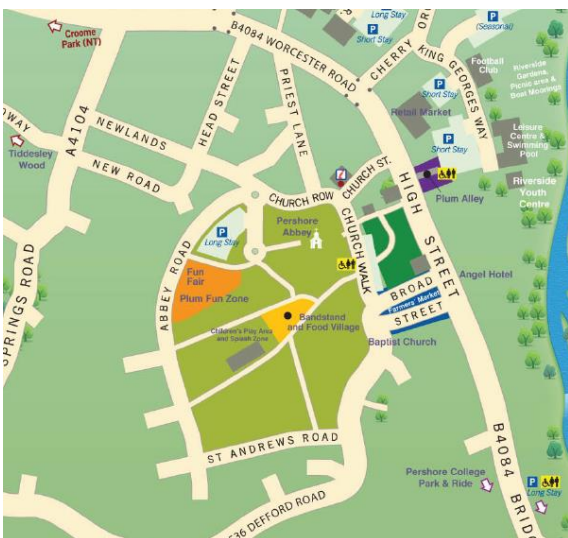 Croome
Park (NT)
B4084 WORCESTER ROAD
P
Long Stay
P
Short Stay
CHERRY ORC
P
(Seasonal)
KING GEORGES WAY
Football
Club
Riverside
Gardens,
Picnic area &
Boat Moorings
P
Short Stay
Retail Market
P
Short Stay
Leisure
Centre &
Swimming
Pool
Riverside
Youth
Centre
Plum Alley
HIGH STREET
A4104
NEWLANDS
HEAD STREET
PRIEST LANE
OWAY
Tiddesley
Wood
NEW ROAD
CHURCH ROW
CHURCH ST.
CHURCH WALK
Pershore
Abbey
P
Long Stay
ABBEY ROAD
Fun
Fair
Plum Fun Zone
Angel Hotel
BROAD
Farmers' Market
STREET
Bandstand
and Food Village
Children's Play Area
and Splash Zone
Baptist Church
SPRINGS ROAD
ST ANDREWS ROAD
B4084 BRIDG
Pershore College
Park & Ride
P
Long Stay
36 DEFFORD ROAD